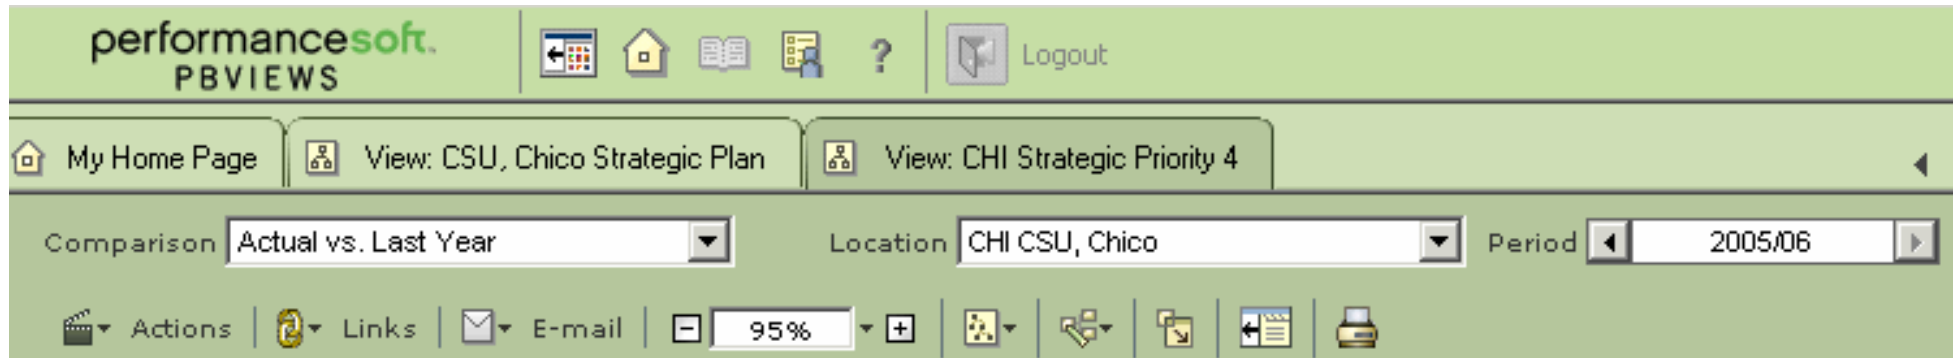 performancesoft.
PBVIEWS
? Logout
My Home Page View: CSU, Chico Strategic Plan View: CHI Strategic Priority 4
Comparison Actual vs. Last Year Location CHI CSU, Chico Period 2005/06
Actions Links E-mail 95%